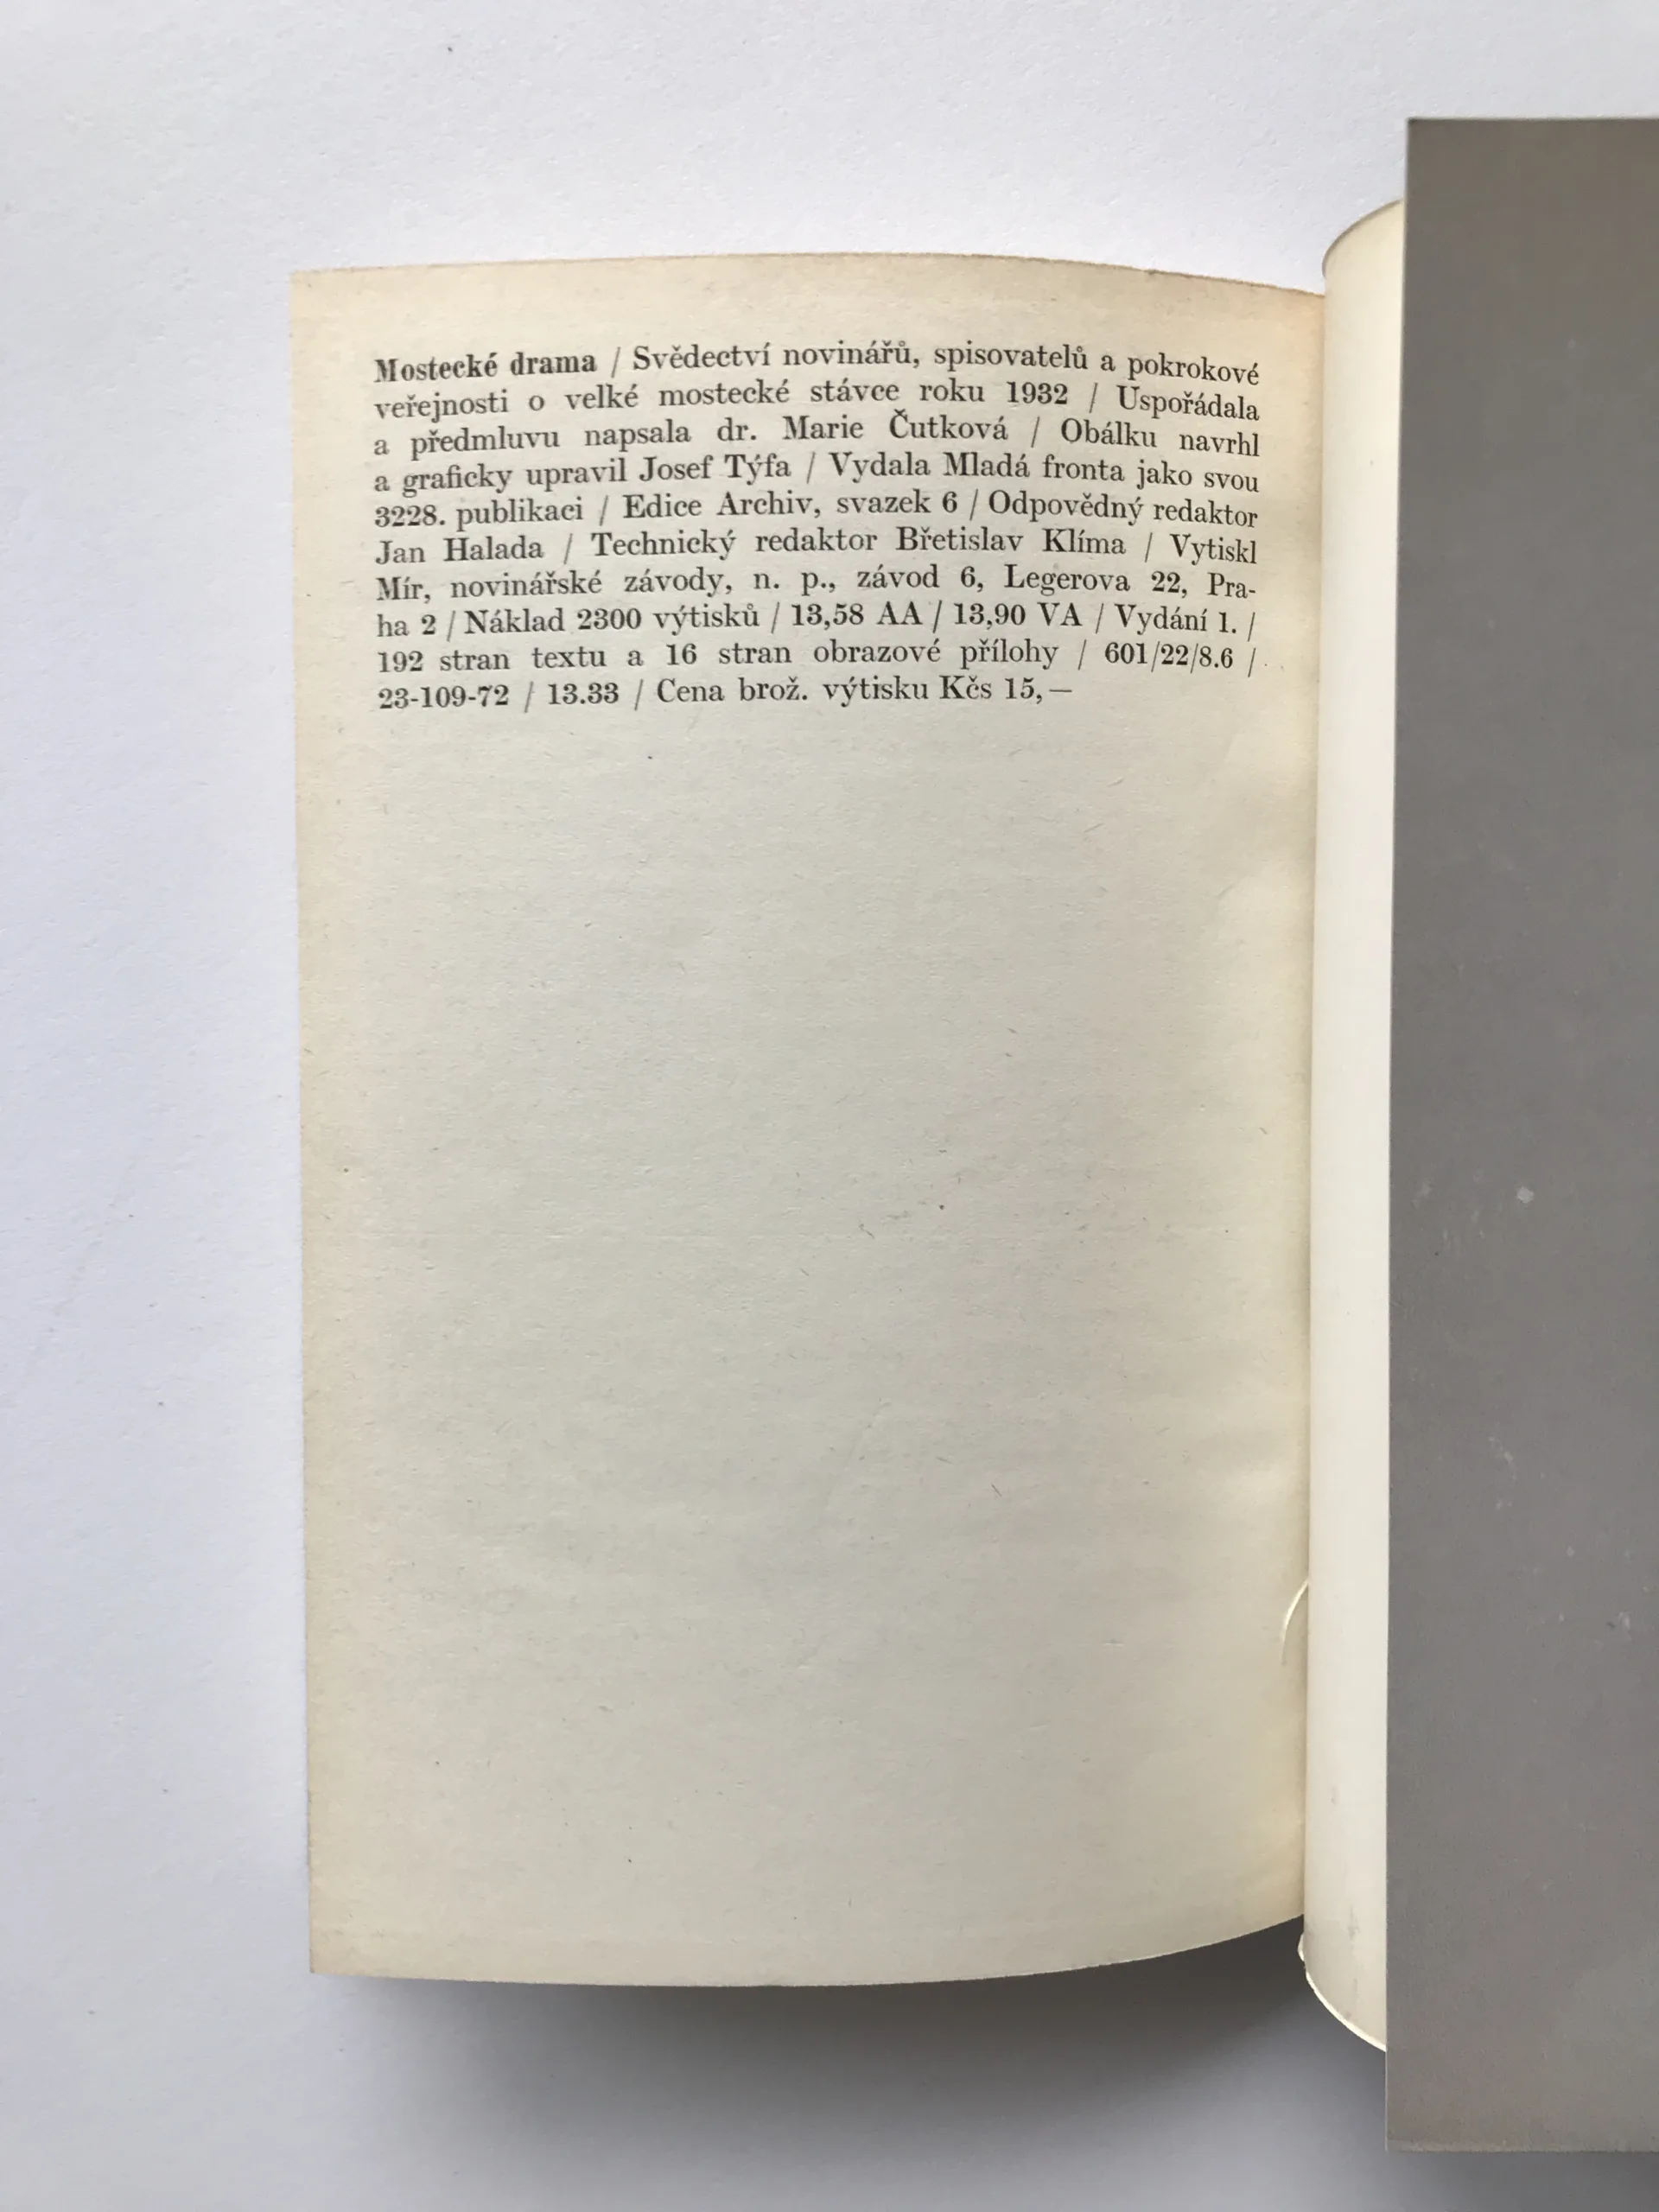 Mostecké drama / Svědectví novinářů, spisovatelů a pokrokové
veřejnosti o velké mostecké stávce roku 1932 / Uspořádala
a předmluvu napsala dr. Marie Čutková / Obálku navrhl
a graficky upravil Josef Týfa / Vydala Mladá fronta jako svou
3228. publikaci / Edice Archiv, svazek 6 / Odpovědný redaktor
Jan Halada / Technický redaktor Břetislav Klíma / Vytiskl
Mír, novinářské závody, n. p., závod 6, Legerova 22, Pra-
ha 2 / Náklad 2300 výtisků / 13,58 AA / 13,90 VA / Vydání 1. /
192 stran textu a 16 stran obrazové přílohy / 601/22/8.6 /
23-109-72 / 13.33 / Cena brož. výtisku Kčs 15,—